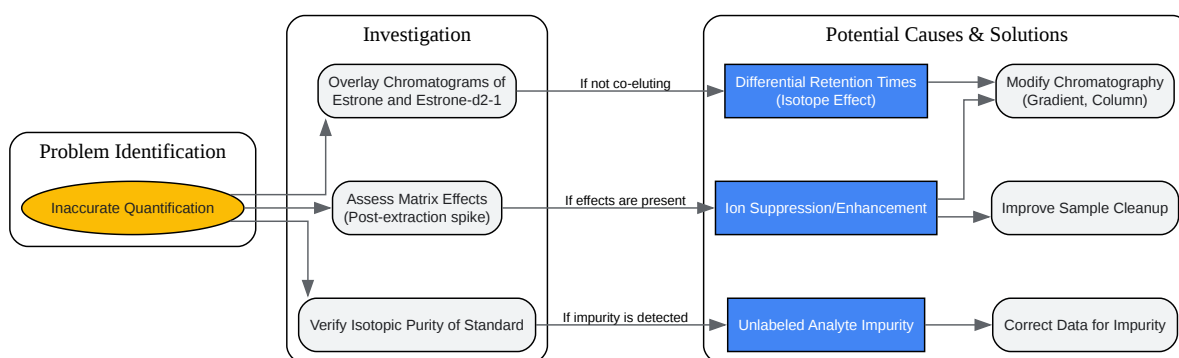 Investigation
Potential Causes & Solutions
Overlay Chromatograms of
Estrone and Estrone-d2-1
If not co-eluting
Differential Retention Times
(Isotope Effect)
Modify Chromatography
(Gradient, Column)
Problem Identification
Inaccurate Quantification
Assess Matrix Effects
(Post-extraction spike)
If effects are present
Ion Suppression/Enhancement
Improve Sample Cleanup
Verify Isotopic Purity of Standard
If impurity is detected
Unlabeled Analyte Impurity
Correct Data for Impurity